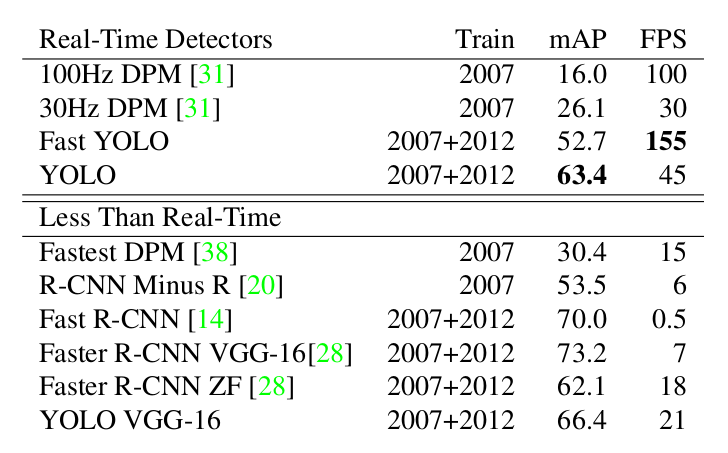 Real-Time Detectors Train mAP FPS
100Hz DPM [31] 2007 16.0 100
30Hz DPM [31] 2007 26.1 30
Fast YOLO 2007+2012 52.7 155
YOLO 2007+2012 63.4 45
Less Than Real-Time
Fastest DPM [38] 2007 30.4 15
R-CNN Minus R [20] 2007 53.5 6
Fast R-CNN [14] 2007+2012 70.0 0.5
Faster R-CNN VGG-16[28] 2007+2012 73.2 7
Faster R-CNN ZF [28] 2007+2012 62.1 18
YOLO VGG-16 2007+2012 66.4 21